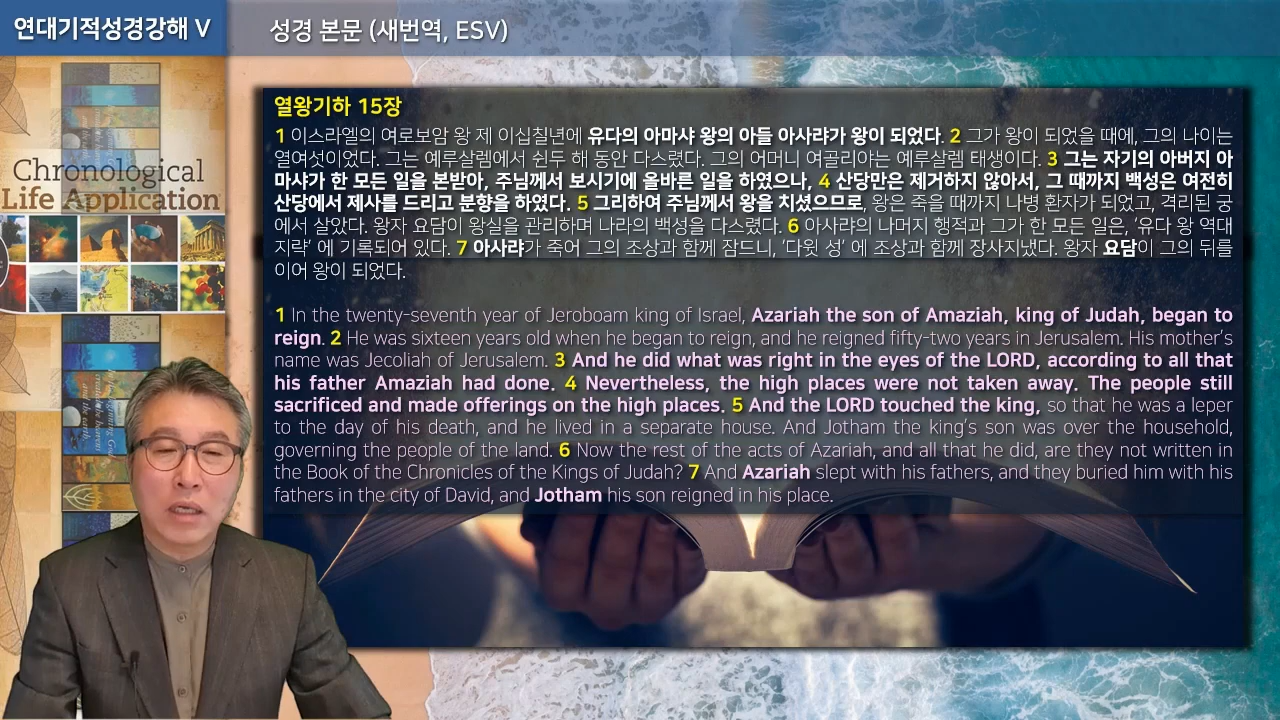 연대기적성경강해 V
성경 본문 (새번역, ESV)
Chronological
Life Application
열왕기하 15장
1 이스라엘의 여로보암 왕 제 이십칠년에 유다의 아마샤 왕의 아들 아사랴가 왕이 되었다. 2 그가 왕이 되었을 때에, 그의 나이는
열여섯이었다. 그는 예루살렘에서 쉰두 해 동안 다스렸다. 그의 어머니 여골리야는 예루살렘 태생이다. 3 그는 자기의 아버지 아
마샤가 한 모든 일을 본받아, 주님께서 보시기에 올바른 일을 하였으나, 4 산당만은 제거하지 않아서, 그 때까지 백성은 여전히
산당에서 제사를 드리고 분향을 하였다. 5 그리하여 주님께서 왕을 치셨으므로, 왕은 죽을 때까지 나병 환자가 되었고, 격리된 궁
에서 살았다. 왕자 요담이 왕실을 관리하며 나라의 백성을 다스렸다. 6 아사랴의 나머지 행적과 그가 한 모든 일은, ‘유다 왕 역대
지략’ 에 기록되어 있다. 7 아사랴가 죽어 그의 조상과 함께 잠드니, ‘다윗 성’ 에 조상과 함께 장사지냈다. 왕자 요담이 그의 뒤를
이어 왕이 되었다.
1 In the twenty-seventh year of Jeroboam king of Israel, Azariah the son of Amaziah, king of Judah, began to
reign. 2 He was sixteen years old when he began to reign, and he reigned fifty-two years in Jerusalem. His mother’s
name was Jecoliah of Jerusalem. 3 And he did what was right in the eyes of the LORD, according to all that
his father Amaziah had done. 4 Nevertheless, the high places were not taken away. The people still
sacrificed and made offerings on the high places. 5 And the LORD touched the king, so that he was a leper
to the day of his death, and he lived in a separate house. And Jotham the king’s son was over the household,
governing the people of the land. 6 Now the rest of the acts of Azariah, and all that he did, are they not written in
the Book of the Chronicles of the Kings of Judah? 7 And Azariah slept with his fathers, and they buried him with his
fathers in the city of David, and Jotham his son reigned in his place.